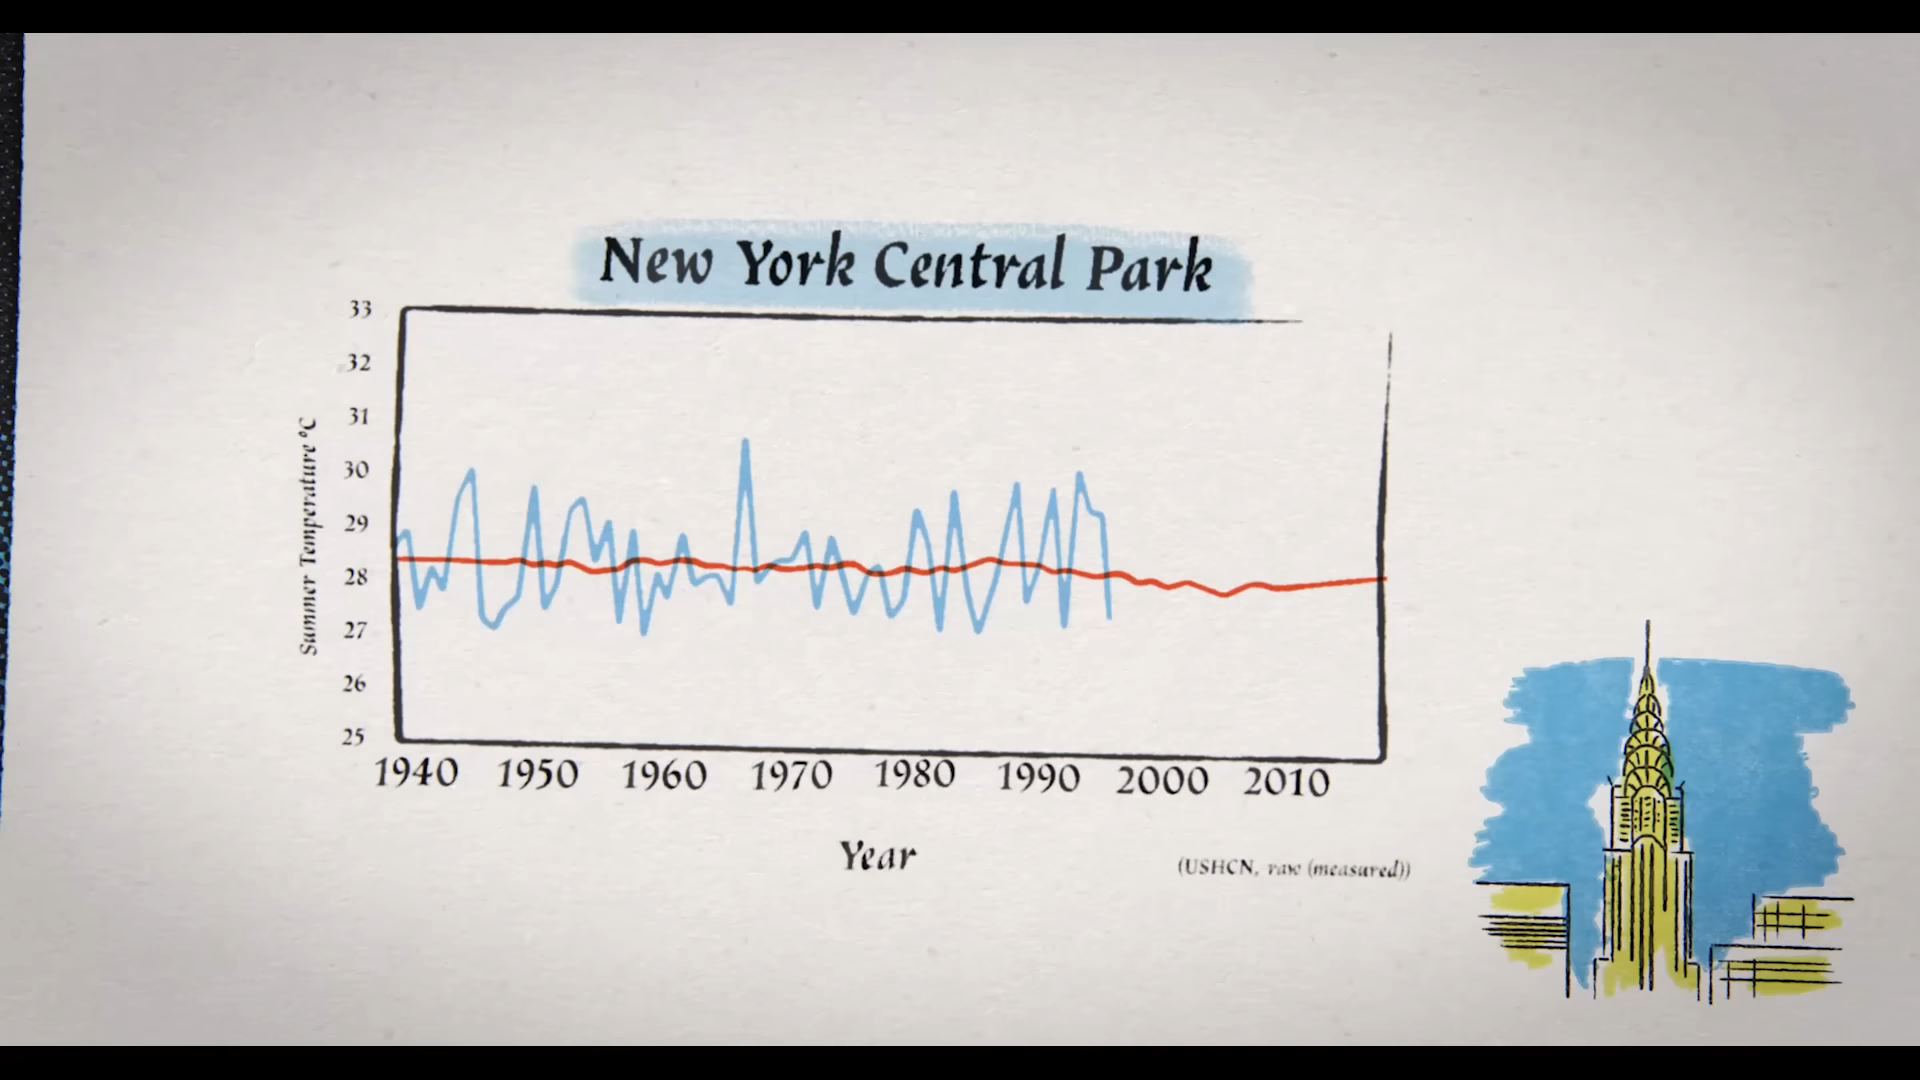 New York Central Park
33
32
31
30
29
28
27
26
25
Summer Temperature °C
1940 1950 1960 1970 1980 1990 2000 2010
Year
(USHCN, raw (measured))